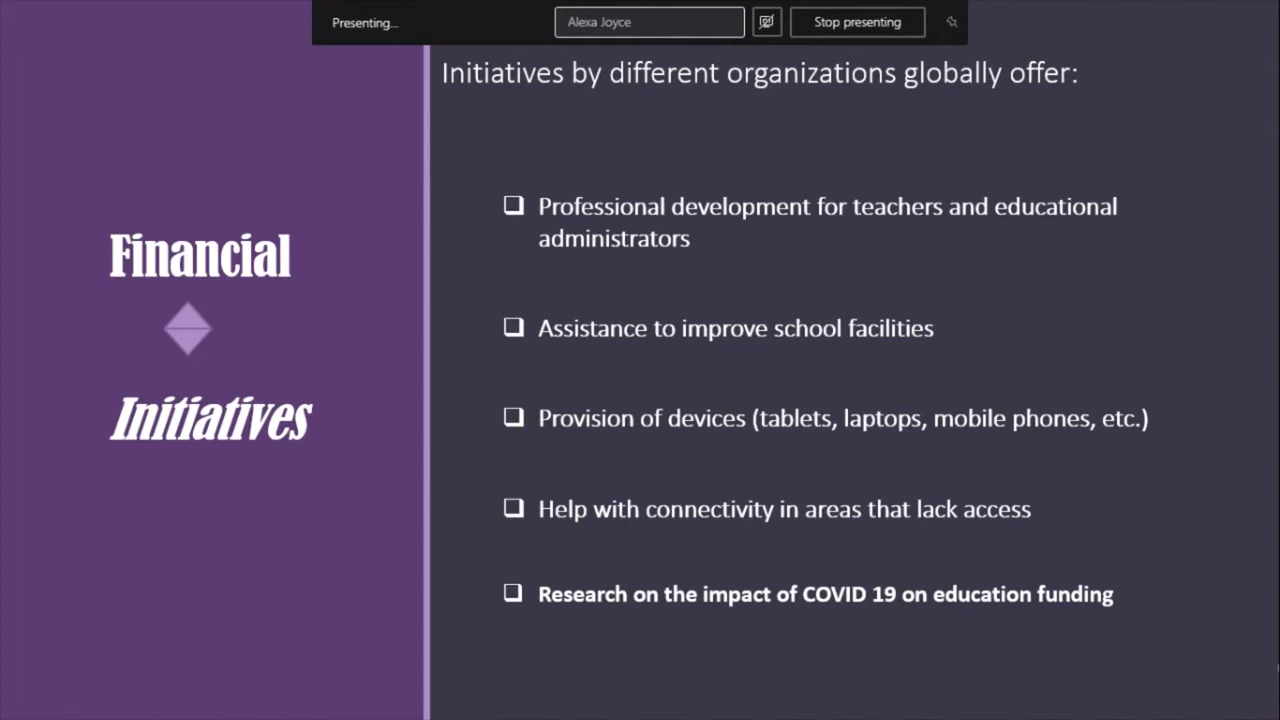 Presenting...
Alexa Joyce
Stop presenting
Initiatives by different organizations globally offer:
Financial
Initiatives
Professional development for teachers and educational
administrators
Assistance to improve school facilities
Provision of devices (tablets, laptops, mobile phones, etc.)
Help with connectivity in areas that lack access
Research on the impact of COVID 19 on education funding